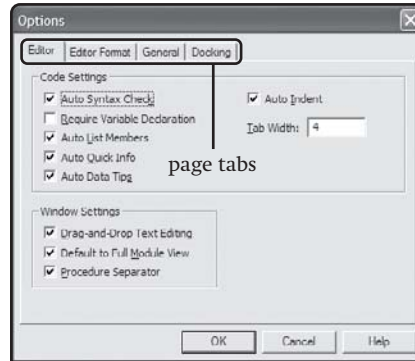 Options
Editor Editor Format General Docking
Code Settings
Auto Syntax Check
Require Variable Declaration
Auto List Members
Auto Quick Info
Auto Data Tips
Auto Indent
Tab Width: 4
page tabs
Window Settings
Drag-and-Drop Text Editing
Default to Full Module View
Procedure Separator
OK Cancel Help